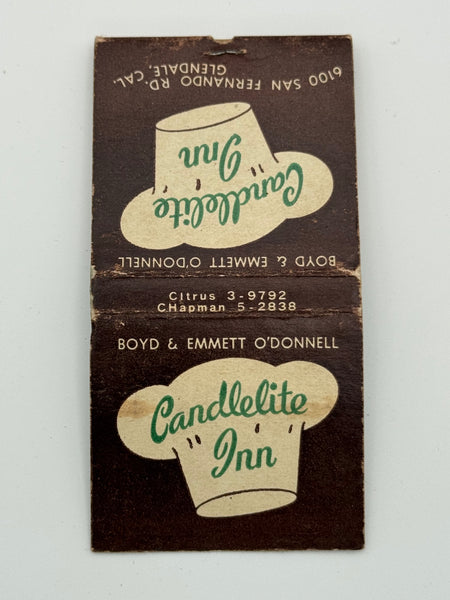 6100 SAN FERNANDO RD.
GLENDALE, CAL.
Candlelite
Inn
BOYD & EMMETT O'DONNELL
Citrus 3-9792
CHapman 5-2838
BOYD & EMMETT O'DONNELL
Candlelite
Inn